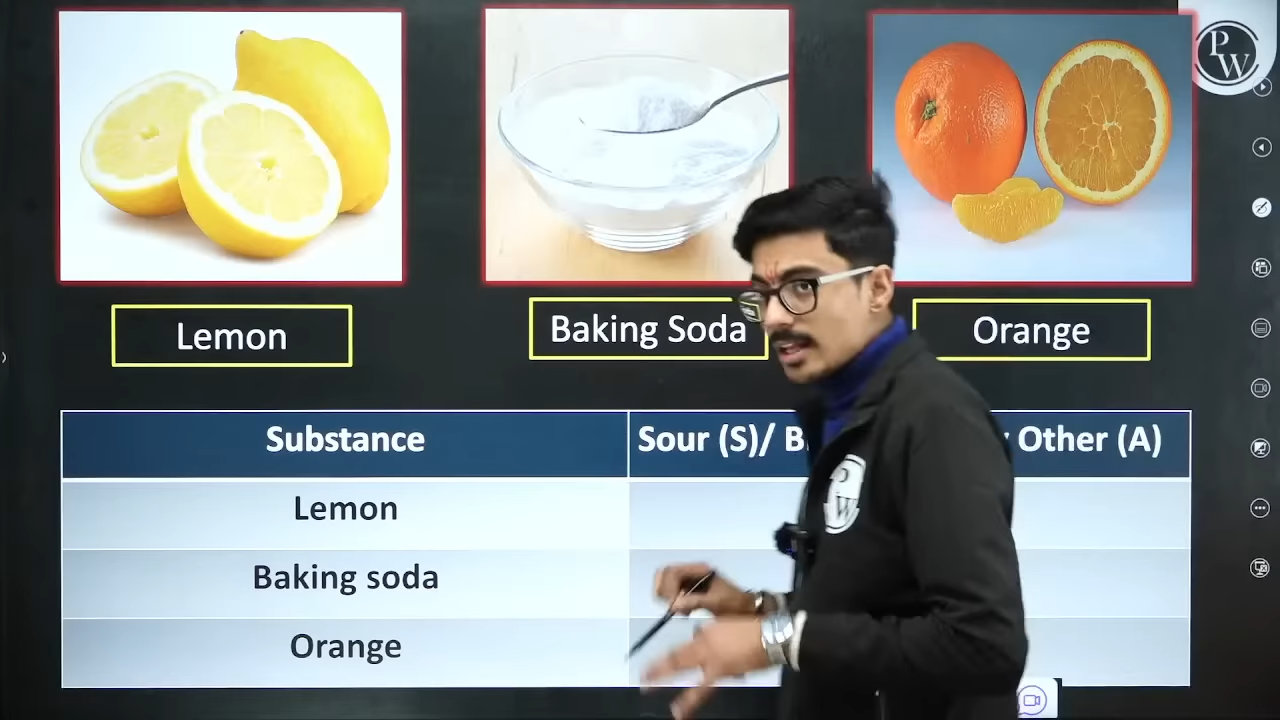 P
W
Lemon
Baking Soda
Orange
Substance
Sour (S)/
Other (A)
Lemon
Baking soda
Orange
P
W